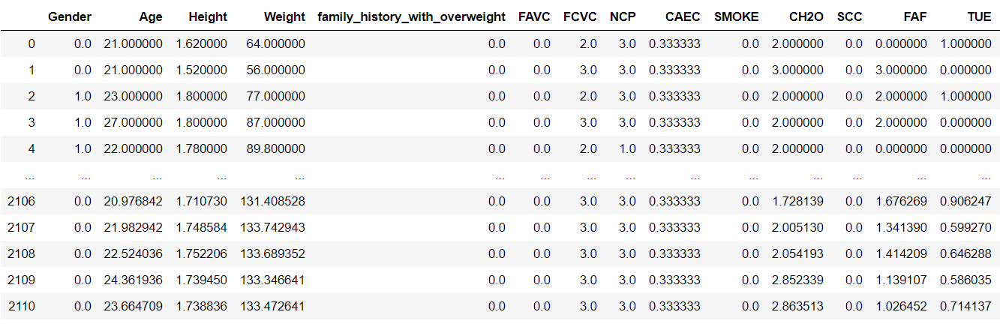 Gender Age Height Weight family_history_with_overweight FAVC FCVC NCP CAEC SMOKE CH2O SCC FAF TUE
0 0.0 21.000000 1.620000 64.000000 0.0 0.0 2.0 3.0 0.333333 0.0 2.000000 0.0 0.000000 1.000000
1 0.0 21.000000 1.520000 56.000000 0.0 0.0 3.0 3.0 0.333333 0.0 3.000000 0.0 3.000000 0.000000
2 1.0 23.000000 1.800000 77.000000 0.0 0.0 2.0 3.0 0.333333 0.0 2.000000 0.0 2.000000 1.000000
3 1.0 27.000000 1.800000 87.000000 0.0 0.0 3.0 3.0 0.333333 0.0 2.000000 0.0 2.000000 0.000000
4 1.0 22.000000 1.780000 89.800000 0.0 0.0 2.0 1.0 0.333333 0.0 2.000000 0.0 0.000000 0.000000
... ... ... ... ... ... ... ... ... ... ... ... ... ... ...
2106 0.0 20.976842 1.710730 131.408528 0.0 0.0 3.0 3.0 0.333333 0.0 1.728139 0.0 1.676269 0.906247
2107 0.0 21.982942 1.748584 133.742943 0.0 0.0 3.0 3.0 0.333333 0.0 2.005130 0.0 1.341390 0.599270
2108 0.0 22.524036 1.752206 133.689352 0.0 0.0 3.0 3.0 0.333333 0.0 2.054193 0.0 1.414209 0.646288
2109 0.0 24.361936 1.739450 133.346641 0.0 0.0 3.0 3.0 0.333333 0.0 2.852339 0.0 1.139107 0.586035
2110 0.0 23.664709 1.738836 133.472641 0.0 0.0 3.0 3.0 0.333333 0.0 2.863513 0.0 1.026452 0.714137